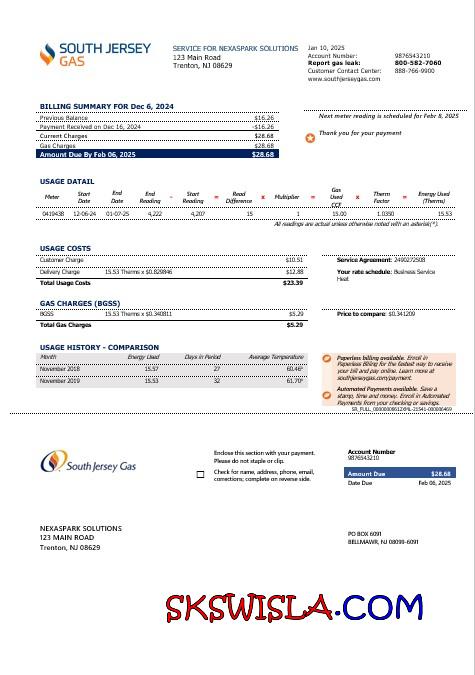 SOUTH JERSEY
GAS
SERVICE FOR NEXASPARK SOLUTIONS
123 Main Road
Trenton, NJ 08629
Jan 10, 2025
Account Number: 9876543210
Report gas leak: 800-582-7060
Customer Contact Center: 888-766-9900
www.southjerseygas.com
BILLING SUMMARY FOR Dec 6, 2024
Previous Balance $16.26
Payment Received on Dec 16, 2024 -$16.26
Current Charges $28.68
Gas Charges $28.68
Amount Due By Feb 06, 2025 $28.68
Next meter reading is scheduled for Febr 8, 2025
Thank you for your payment
USAGE DATAIL
Meter Start Date End Date End Reading - Start Reading = Read Difference x Multiplier = Gas Used CCF x Therm Factor = Energy Used (Therms)
0419438 12-06-24 01-07-25 4,222 4,207 15 1 15.00 1.0350 15.53
All readings are actual unless otherwise noted with an asterisk(*).
USAGE COSTS
Customer Charge $10.51
Delivery Charge 15.53 Therms x $0.829846 $12.88
Total Usage Costs $23.39
Service Agreement: 2490272508
Your rate schedule: Business Service
Heat
GAS CHARGES (BGSS)
BGSS 15.53 Therms x $0.340811 $5.29
Total Gas Charges $5.29
Price to compare: $0.341209
USAGE HISTORY - COMPARISON
Month Energy Used Days in Period Average Temperature
November 2018 15.57 27 60.46°
November 2019 15.53 32 61.70°
Paperless billing available. Enroll in
Paperless Billing for the fastest way to receive
your bill and pay online. Learn more at
southjerseygas.com/payment.
Automated Payments available. Save a
stamp, time and money. Enroll in Automated
Payments from your checking or savings.
South Jersey Gas
Enclose this section with your payment.
Please do not staple or clip.
Check for name, address, phone, email,
corrections; complete on reverse side.
Account Number
9876543210
Amount Due $28.68
Date Due Feb 06, 2025
NEXASPARK SOLUTIONS
123 MAIN ROAD
Trenton, NJ 08629
PO BOX 6091
BELLMAWR, NJ 08099-6091
SKSWISLA.COM